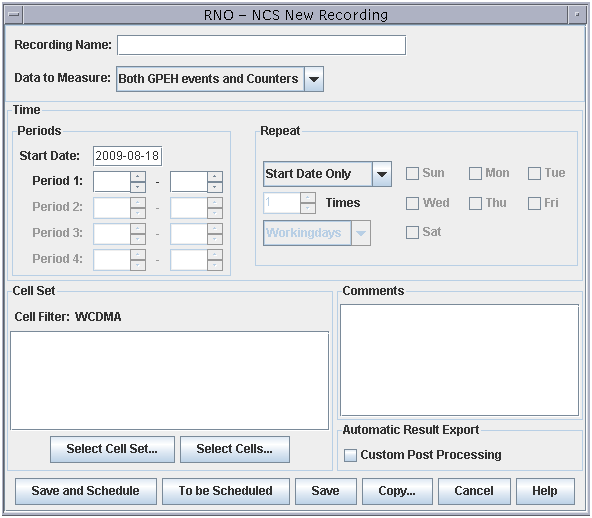 RNO – NCS New Recording
Recording Name:
Data to Measure: Both GPEH events and Counters
Time
Periods
Start Date: 2009-08-18
Period 1: -
Period 2: -
Period 3: -
Period 4: -
Repeat
Start Date Only
1 Times
Workingdays
Sun Mon Tue
Wed Thu Fri
Sat
Cell Set
Cell Filter: WCDMA
Select Cell Set... Select Cells...
Comments
Automatic Result Export
Custom Post Processing
Save and Schedule To be Scheduled Save Copy... Cancel Help